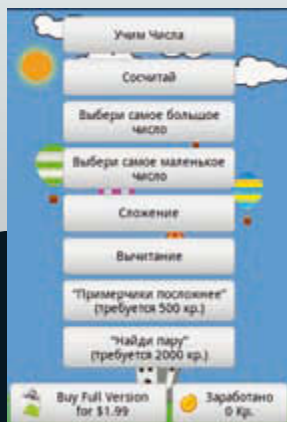 Учим Числа
Сосчитай
Выбери самое большое
число
Выбери самое маленькое
число
Сложение
Вычитание
"Примерчики посложнее"
(требуется 500 кр.)
"Найди пару"
(требуется 2000 кр.)
Buy Full Version
for $1.99
Заработано
0 Кр.